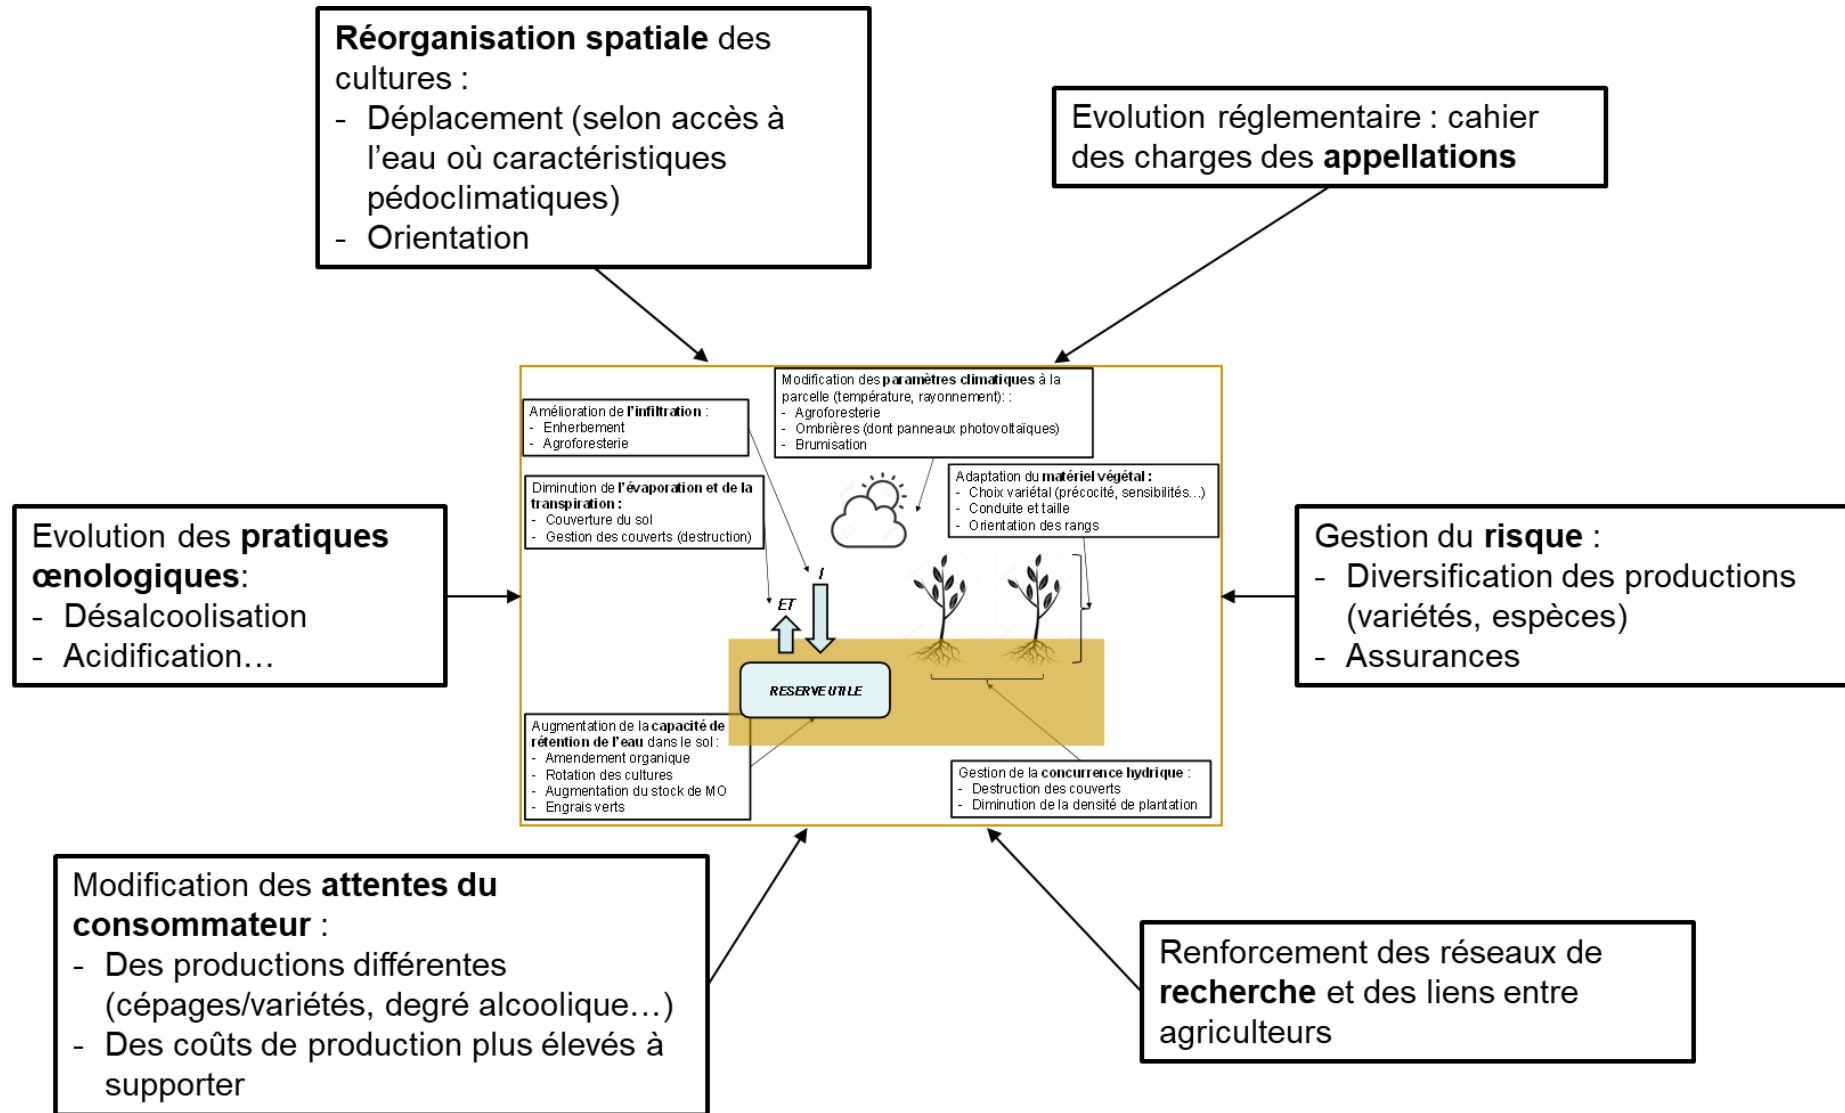 Réorganisation spatiale des
cultures :
- Déplacement (selon accès à
l'eau où caractéristiques
pédoclimatiques)
- Orientation
Evolution réglementaire : cahier
des charges des appellations
Modification des paramètres climatiques à la
parcelle (température, rayonnement): :
- Agroforesterie
- Ombrières (dont panneaux photovoltaïques)
- Brumisation
Amélioration de l'infiltration :
- Enherbement
- Agroforesterie
Diminution de l'évaporation et de la
transpiration :
- Couverture du sol
- Gestion des couverts (destruction)
Adaptation du matériel végétal :
- Choix variétal (précocité, sensibilités...)
- Conduite et taille
- Orientation des rangs
Evolution des pratiques
œnologiques:
- Désalcoolisation
- Acidification...
I
ET
RESERVE UTILE
Gestion du risque :
- Diversification des productions
(variétés, espèces)
- Assurances
Augmentation de la capacité de
rétention de l'eau dans le sol :
- Amendement organique
- Rotation des cultures
- Augmentation du stock de MO
- Engrais verts
Gestion de la concurrence hydrique :
- Destruction des couverts
- Diminution de la densité de plantation
Modification des attentes du
consommateur :
- Des productions différentes
(cépages/variétés, degré alcoolique...)
- Des coûts de production plus élevés à
supporter
Renforcement des réseaux de
recherche et des liens entre
agriculteurs